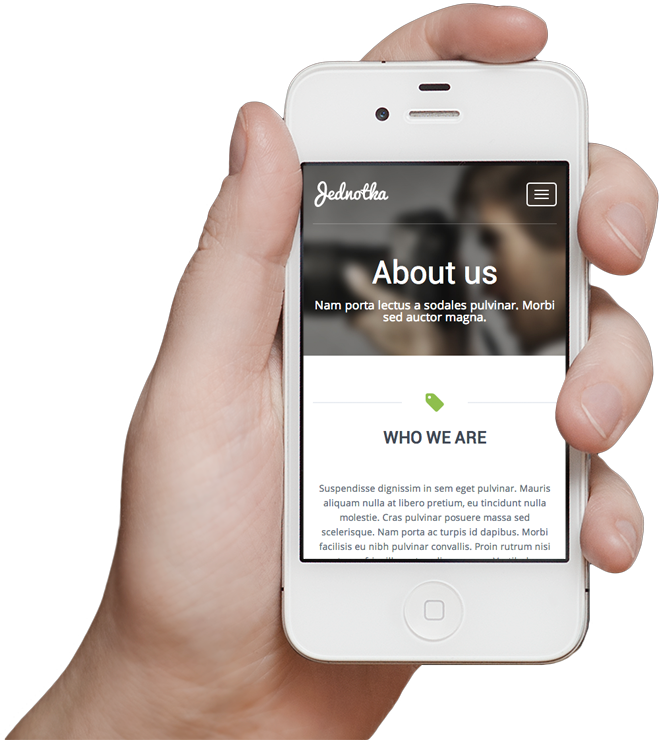 Jednotka
About us
Nam porta lectus a sodales pulvinar. Morbi
sed auctor magna.
WHO WE ARE
Suspendisse dignissim in sem eget pulvinar. Mauris
aliquam nulla at libero pretium, eu tincidunt nulla
molestie. Cras pulvinar posuere massa sed
scelerisque. Nam porta ac turpis id dapibus. Morbi
facilisis eu nibh pulvinar convallis. Proin rutrum nisi